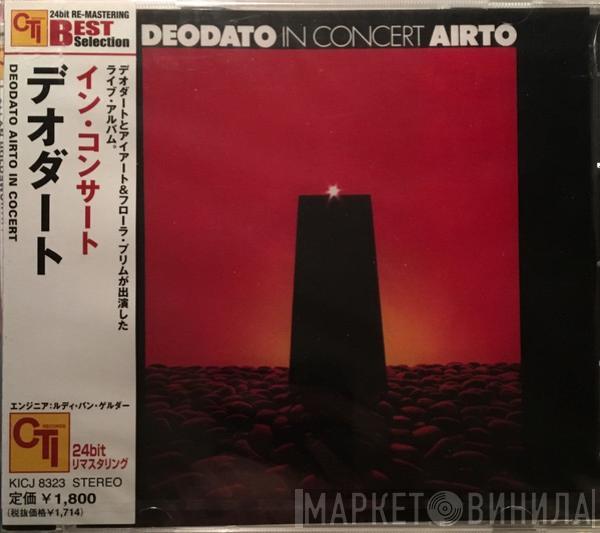 CTI
24bit RE-MASTERING
BEST
Selection
DEODATO IN CONCERT AIRTO
デオダートとアイアート&フローラ・プリムが出演した
ライブ・アルバム。
イン・コンサート
デオダート
DEODATO AIRTO IN COCERT
エンジニア:ルディ・バン・ゲルダー
CTI
RECORDS
24bit
リマスタリング
KICJ 8323 STEREO
定価 ¥1,800
(税抜価格¥1,714)
МАРКЕТ ВИНИЛА